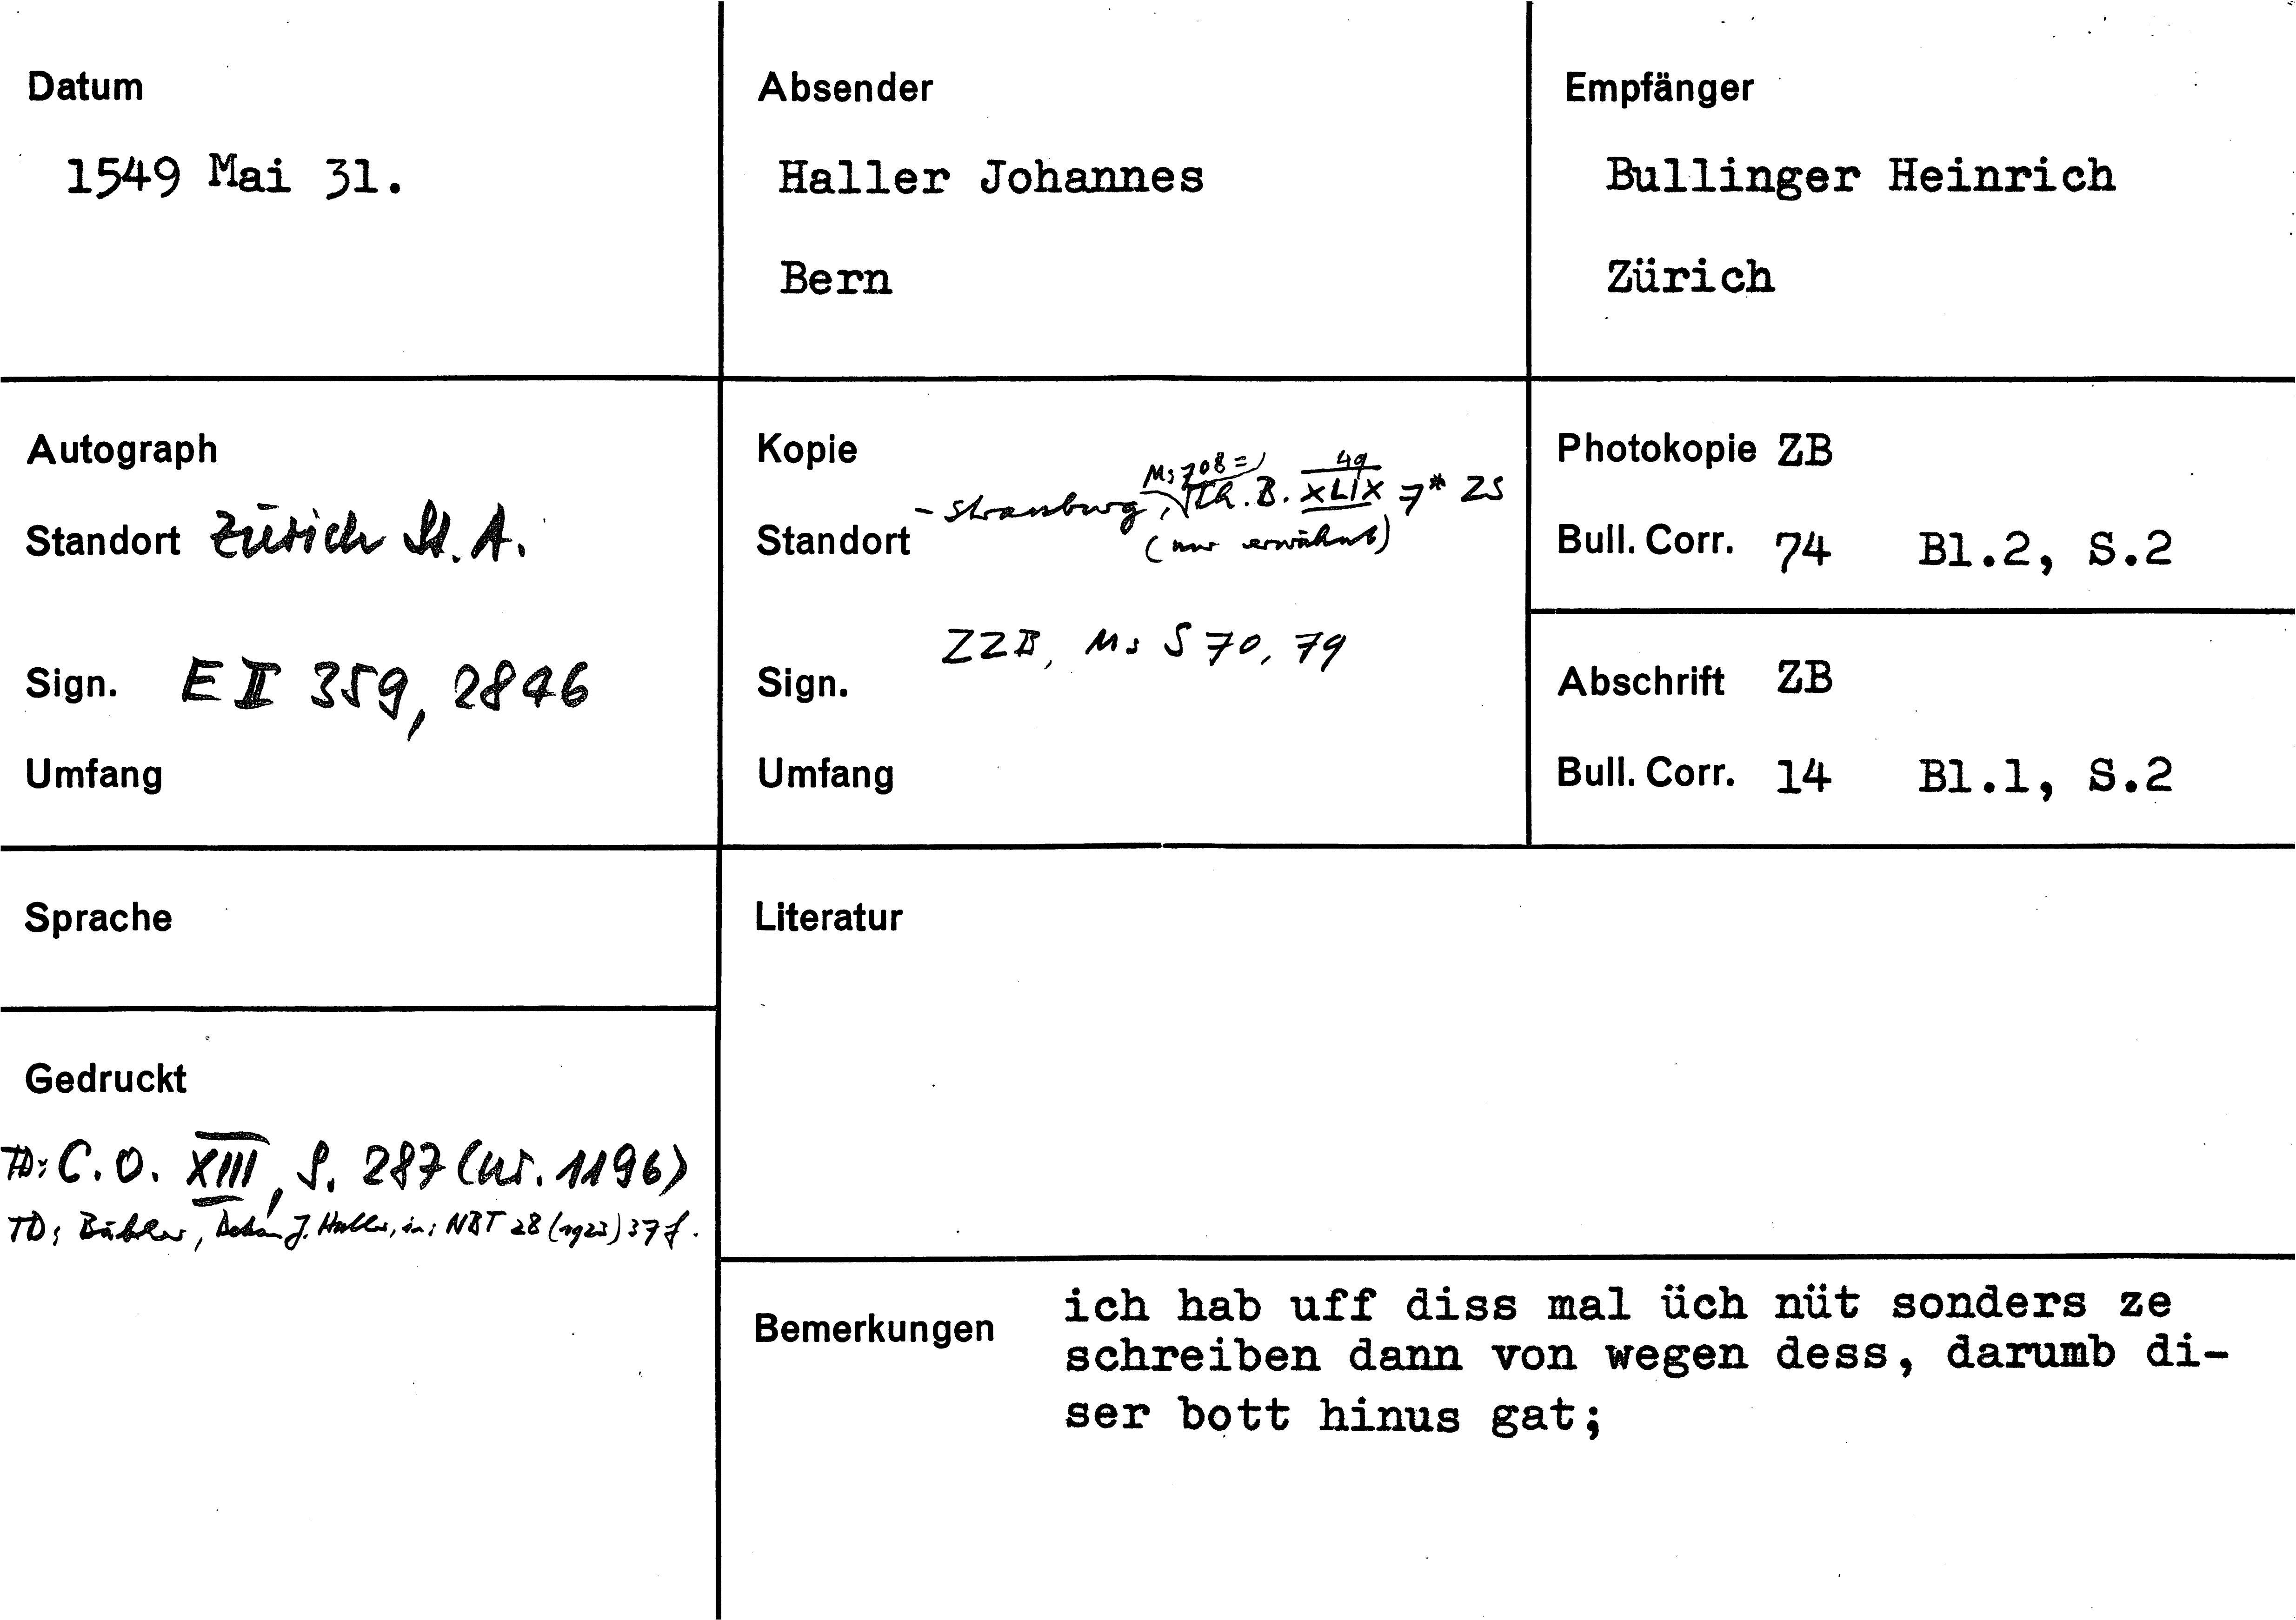 Datum
1549 Mai 31.
Absender
Haller Johannes
Bern
Empfänger
Bullinger Heinrich
Zürich
Autograph
Standort Zürich St. A.
Sign. E II 359, 2846
Umfang
Kopie
Ms 708 = 49
- Strassburg, Th. B. XLIX 7* ZS
Standort (nur erwähnt)
ZZB, Ms S 70, 79
Sign.
Umfang
Photokopie ZB
Bull. Corr. 74 Bl.2, S.2
Abschrift ZB
Bull. Corr. 14 Bl.1, S.2
Sprache
Literatur
Gedruckt
TD: C.O. XIII, S. 287 (Nr. 1196)
TD: Bähler, Dekan J. Haller, in: NBT 28 (1923) 37 f.
Bemerkungen
ich hab uff diss mal üch nüt sonders ze
schreiben dann von wegen dess, darumb di-
ser bott hinus gat;